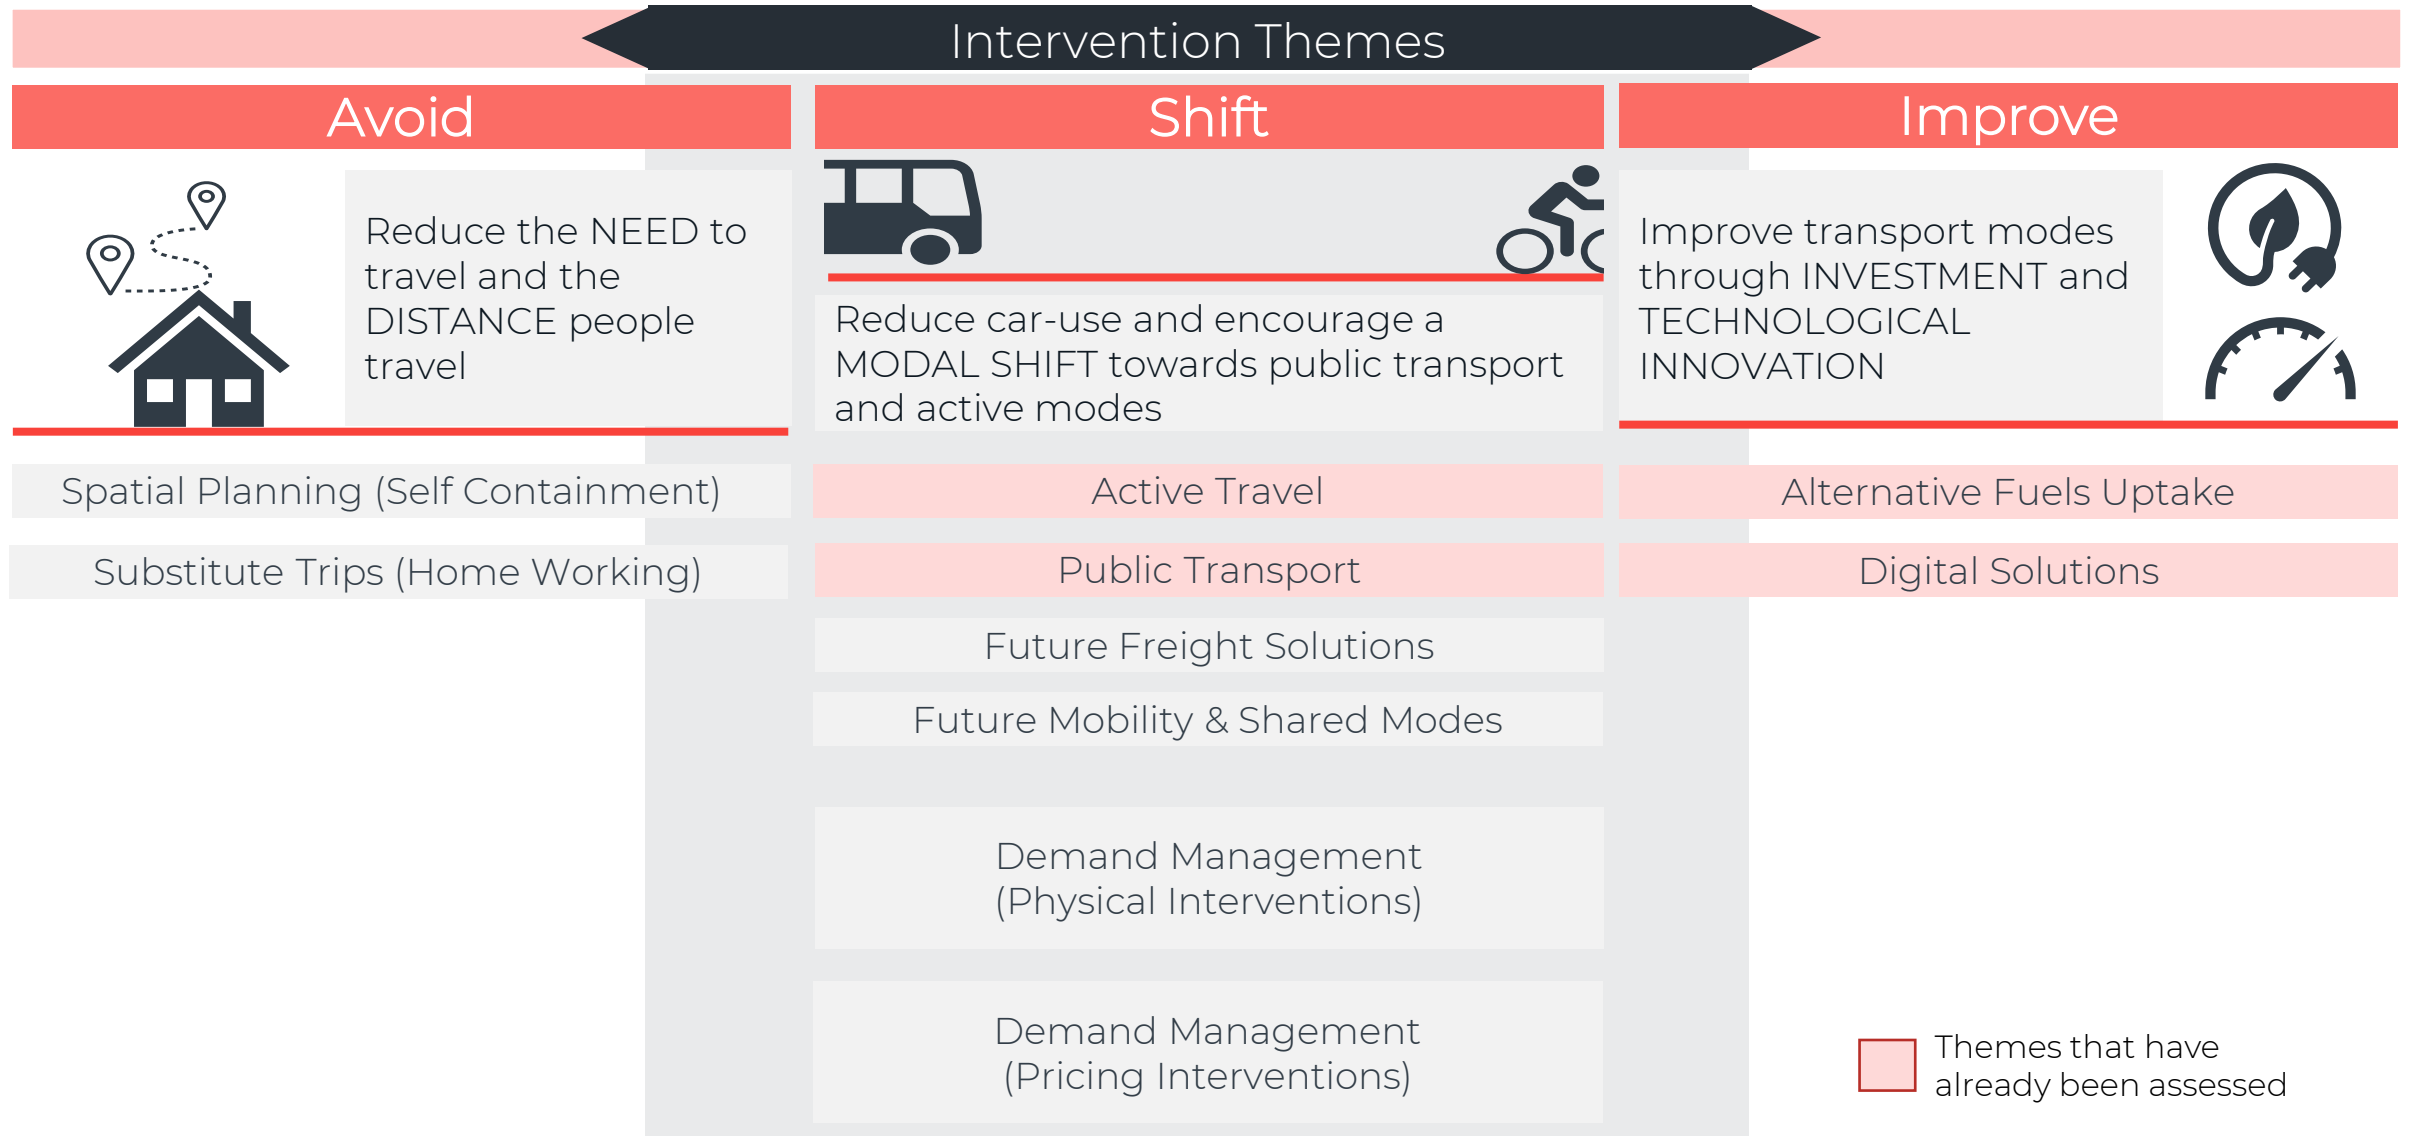 Intervention Themes
Avoid
Reduce the NEED to
travel and the
DISTANCE people
travel
Spatial Planning (Self Containment)
Substitute Trips (Home Working)
Shift
Reduce car-use and encourage a
MODAL SHIFT towards public transport
and active modes
Active Travel
Public Transport
Future Freight Solutions
Future Mobility & Shared Modes
Demand Management
(Physical Interventions)
Demand Management
(Pricing Interventions)
Improve
Improve transport modes
through INVESTMENT and
TECHNOLOGICAL
INNOVATION
Alternative Fuels Uptake
Digital Solutions
Themes that have
already been assessed